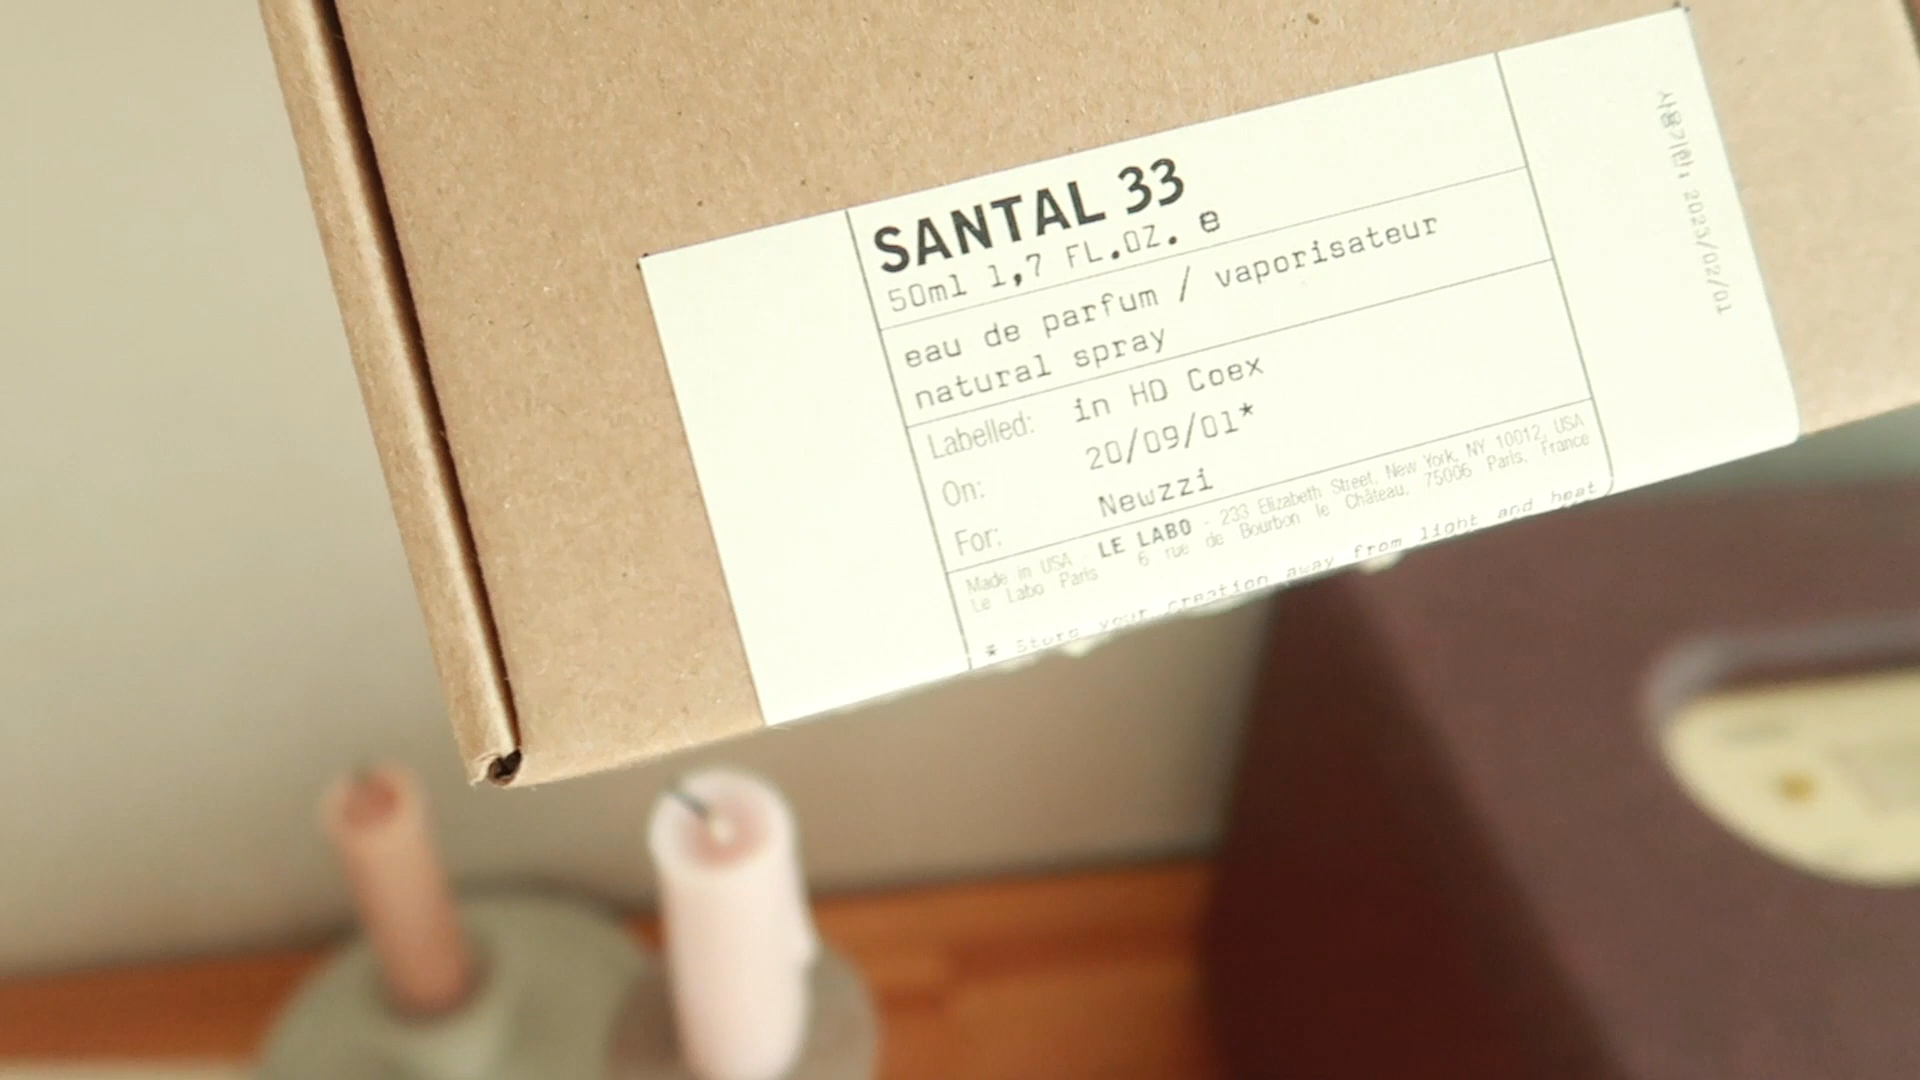 SANTAL 33
50ml 1,7 FL.OZ. e
eau de parfum / vaporisateur
natural spray
Labelled: in HD Coex
On: 20/09/01*
For: Newzzi
Made in USA - LE LABO - 233 Elizabeth Street, New York, NY 10012, USA
Le Labo Paris 6 rue de Bourbon le Château, 75006 Paris, France
* Store your creation away from light and heat
사용기한: 2023/02/01